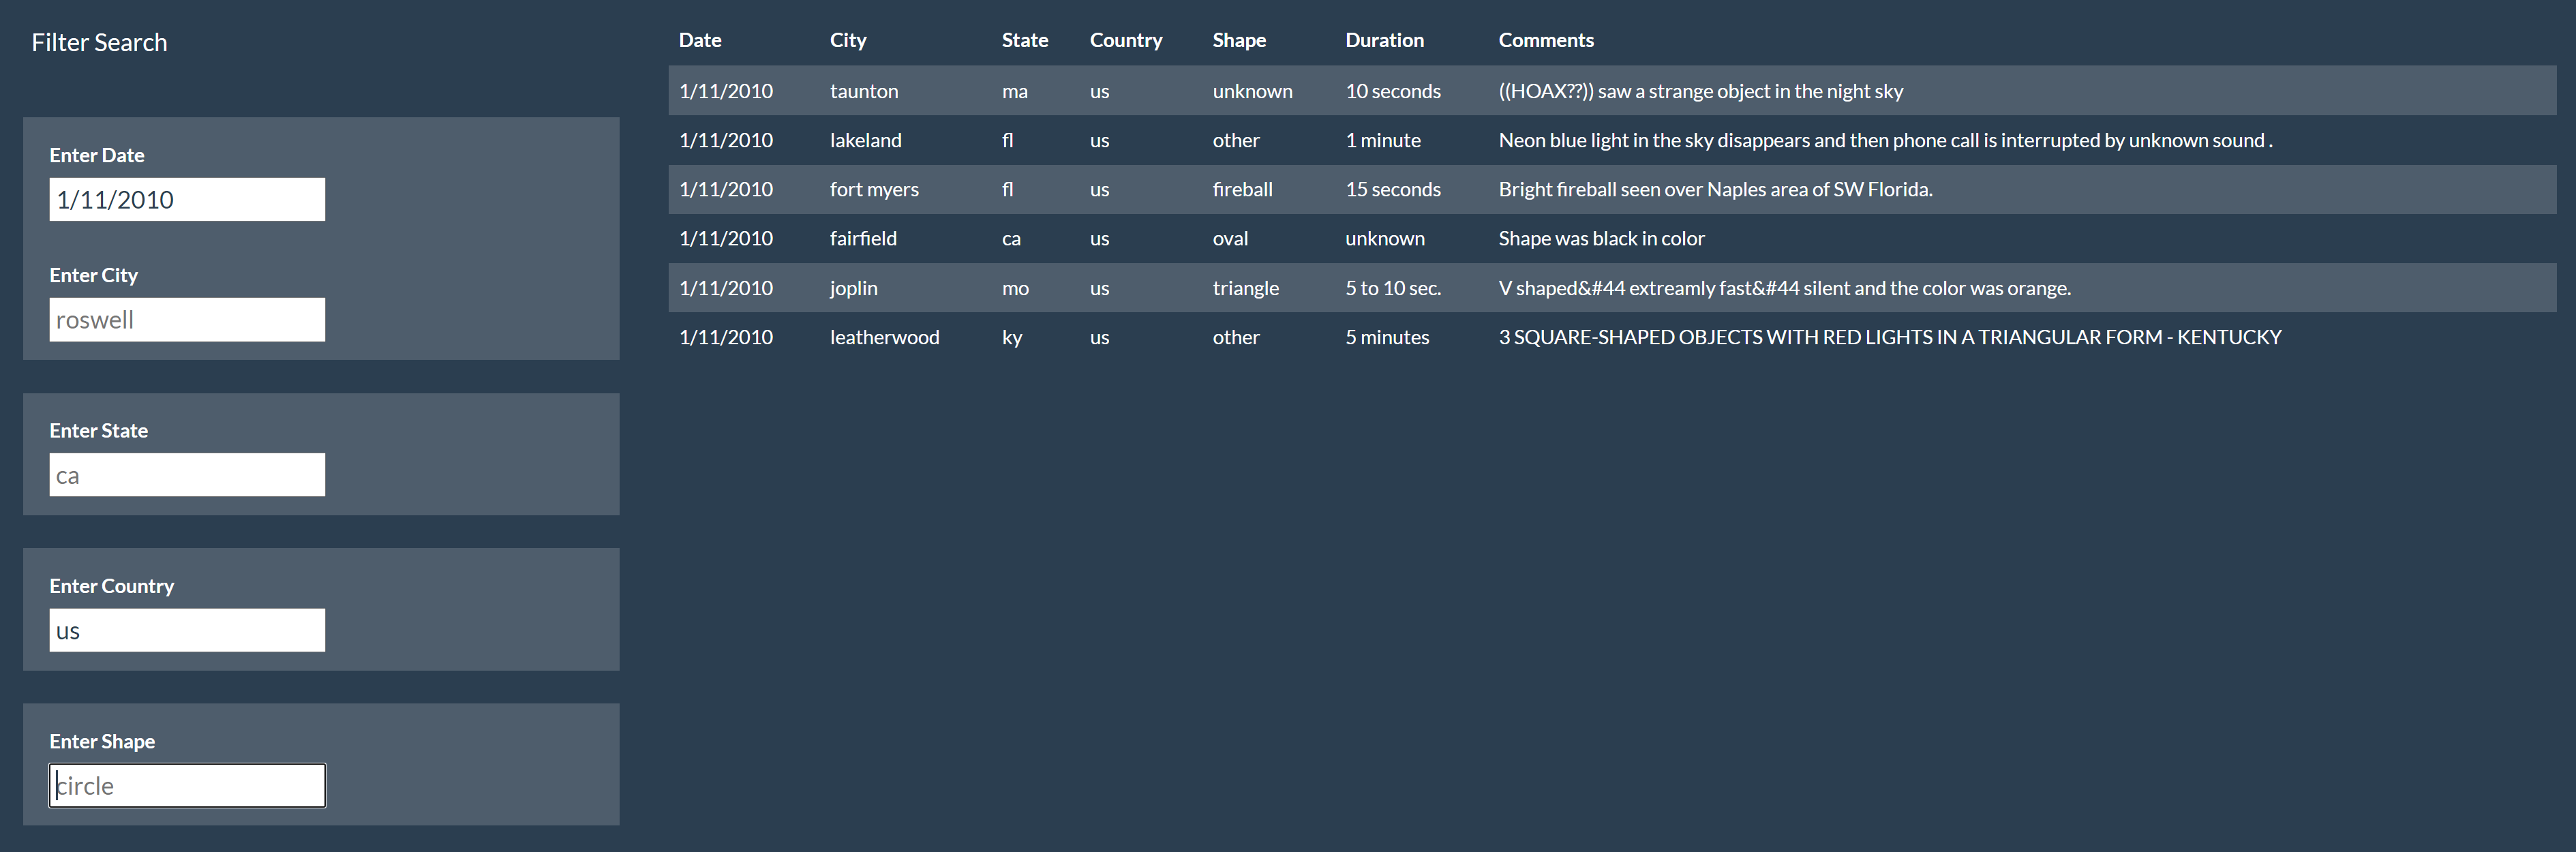 Filter Search
Enter Date
1/11/2010
Enter City
roswell
Enter State
ca
Enter Country
us
Enter Shape
circle
Date City State Country Shape Duration Comments
1/11/2010 taunton ma us unknown 10 seconds ((HOAX??)) saw a strange object in the night sky
1/11/2010 lakeland fl us other 1 minute Neon blue light in the sky disappears and then phone call is interrupted by unknown sound .
1/11/2010 fort myers fl us fireball 15 seconds Bright fireball seen over Naples area of SW Florida.
1/11/2010 fairfield ca us oval unknown Shape was black in color
1/11/2010 joplin mo us triangle 5 to 10 sec. V shaped&#44 extreamly fast&#44 silent and the color was orange.
1/11/2010 leatherwood ky us other 5 minutes 3 SQUARE-SHAPED OBJECTS WITH RED LIGHTS IN A TRIANGULAR FORM - KENTUCKY